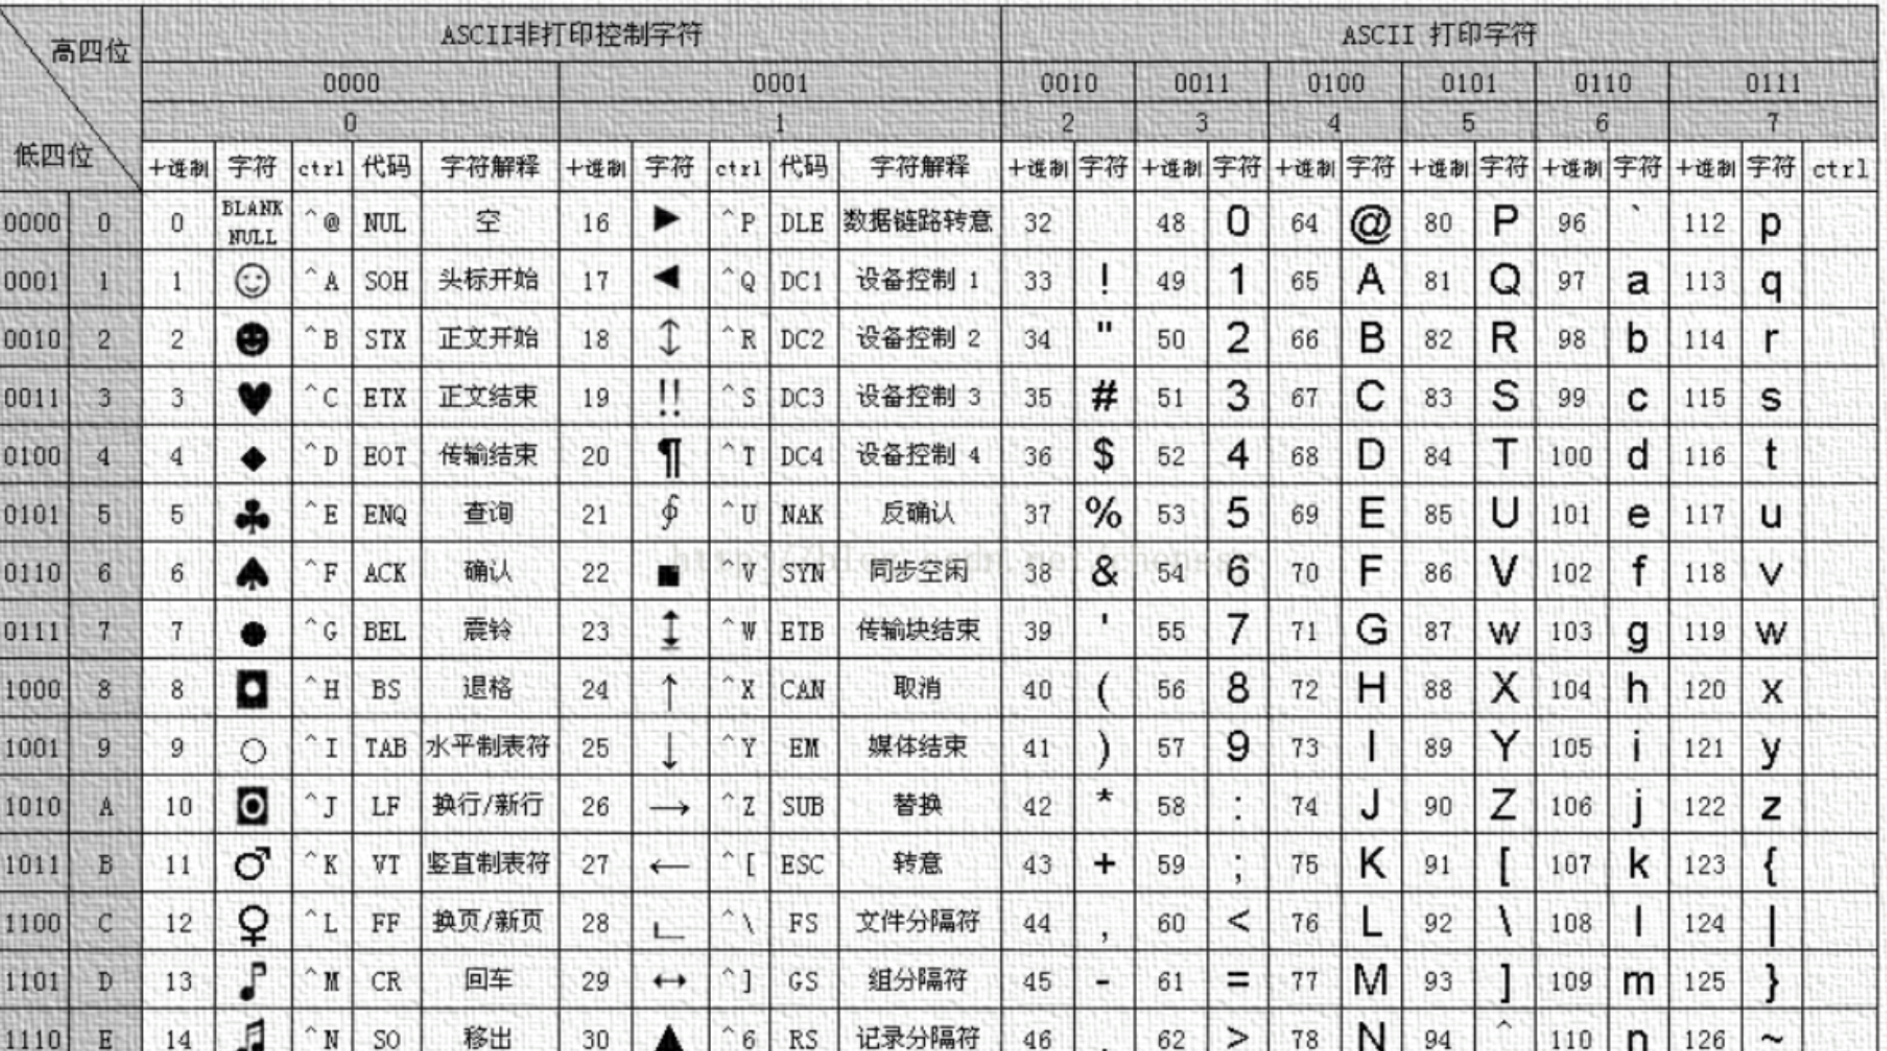 高四位 ASCII非打印控制字符 ASCII 打印字符
0000 0001 0010 0011 0100 0101 0110 0111
0 1 2 3 4 5 6 7
低四位 十进制 字符 ctrl 代码 字符解释 十进制 字符 ctrl 代码 字符解释 十进制 字符 十进制 字符 十进制 字符 十进制 字符 十进制 字符 十进制 字符 ctrl
0000 0 0 BLANK NULL ^@ NUL 空 16 ► ^P DLE 数据链路转意 32 48 0 64 @ 80 P 96 ` 112 p
0001 1 1 ☺ ^A SOH 头标开始 17 ◄ ^Q DC1 设备控制 1 33 ! 49 1 65 A 81 Q 97 a 113 q
0010 2 2 ☻ ^B STX 正文开始 18 ↕ ^R DC2 设备控制 2 34 " 50 2 66 B 82 R 98 b 114 r
0011 3 3 ♥ ^C ETX 正文结束 19 ‼ ^S DC3 设备控制 3 35 # 51 3 67 C 83 S 99 c 115 s
0100 4 4 ♦ ^D EOT 传输结束 20 ¶ ^T DC4 设备控制 4 36 $ 52 4 68 D 84 T 100 d 116 t
0101 5 5 ♣ ^E ENQ 查询 21 ∮ ^U NAK 反确认 37 % 53 5 69 E 85 U 101 e 117 u
0110 6 6 ♠ ^F ACK 确认 22 ■ ^V SYN 同步空闲 38 & 54 6 70 F 86 V 102 f 118 v
0111 7 7 ● ^G BEL 震铃 23 ↨ ^W ETB 传输块结束 39 ' 55 7 71 G 87 w 103 g 119 w
1000 8 8 ◘ ^H BS 退格 24 ↑ ^X CAN 取消 40 ( 56 8 72 H 88 X 104 h 120 x
1001 9 9 ○ ^I TAB 水平制表符 25 ↓ ^Y EM 媒体结束 41 ) 57 9 73 I 89 Y 105 i 121 y
1010 A 10 ◙ ^J LF 换行/新行 26 → ^Z SUB 替换 42 * 58 : 74 J 90 Z 106 j 122 z
1011 B 11 ♂ ^K VT 竖直制表符 27 ← ^[ ESC 转意 43 + 59 ; 75 K 91 [ 107 k 123 {
1100 C 12 ♀ ^L FF 换页/新页 28 ∟ ^\ FS 文件分隔符 44 , 60 < 76 L 92 \ 108 l 124 |
1101 D 13 ♪ ^M CR 回车 29 ↔ ^] GS 组分隔符 45 - 61 = 77 M 93 ] 109 m 125 }
1110 E 14 ♫ ^N SO 移出 30 ▲ ^6 RS 记录分隔符 46 . 62 > 78 N 94 ^ 110 n 126 ~